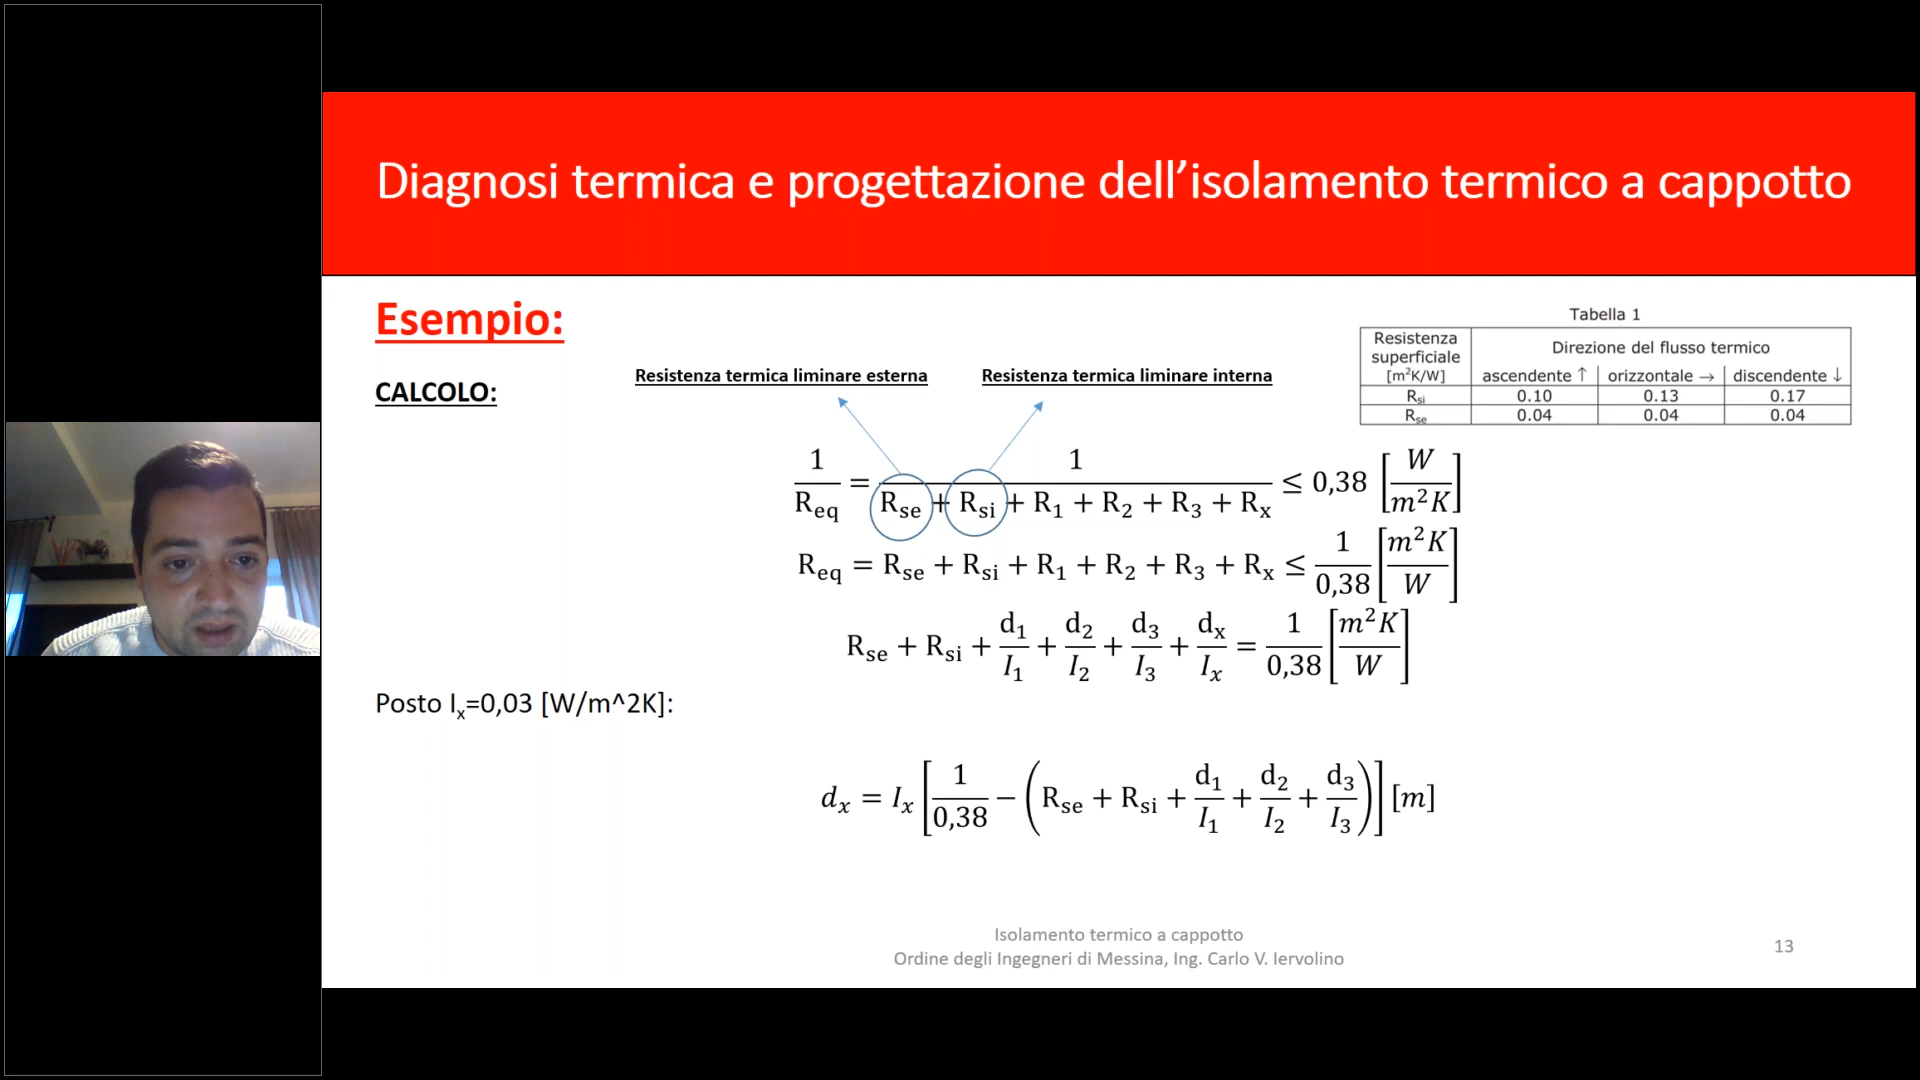 Diagnosi termica e progettazione dell’isolamento termico a cappotto
Esempio:
Tabella 1
Resistenza superficiale [m²K/W] | Direzione del flusso termico
ascendente ↑ | orizzontale → | discendente ↓
R_si | 0.10 | 0.13 | 0.17
R_se | 0.04 | 0.04 | 0.04
Resistenza termica liminare esterna
Resistenza termica liminare interna
CALCOLO:
1/R_eq = 1/(R_se + R_si + R_1 + R_2 + R_3 + R_x) ≤ 0,38 [W/m²K]
R_eq = R_se + R_si + R_1 + R_2 + R_3 + R_x ≤ 1/0,38 [m²K/W]
R_se + R_si + d_1/I_1 + d_2/I_2 + d_3/I_3 + d_x/I_x = 1/0,38 [m²K/W]
Posto I_x=0,03 [W/m^2K]:
d_x = I_x [1/0,38 − (R_se + R_si + d_1/I_1 + d_2/I_2 + d_3/I_3)] [m]
Isolamento termico a cappotto
Ordine degli Ingegneri di Messina, Ing. Carlo V. Iervolino
13